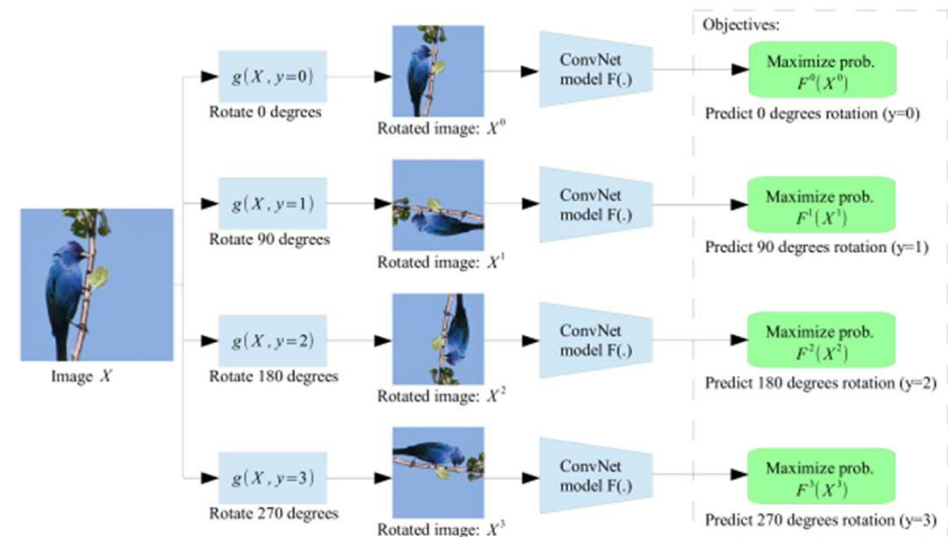 Objectives:
g(X, y=0)
Rotate 0 degrees
Rotated image: X⁰
ConvNet
model F(.)
Maximize prob.
F⁰(X⁰)
Predict 0 degrees rotation (y=0)
g(X, y=1)
Rotate 90 degrees
Rotated image: X¹
ConvNet
model F(.)
Maximize prob.
F¹(X¹)
Predict 90 degrees rotation (y=1)
Image X
g(X, y=2)
Rotate 180 degrees
Rotated image: X²
ConvNet
model F(.)
Maximize prob.
F²(X²)
Predict 180 degrees rotation (y=2)
g(X, y=3)
Rotate 270 degrees
Rotated image: X³
ConvNet
model F(.)
Maximize prob.
F³(X³)
Predict 270 degrees rotation (y=3)